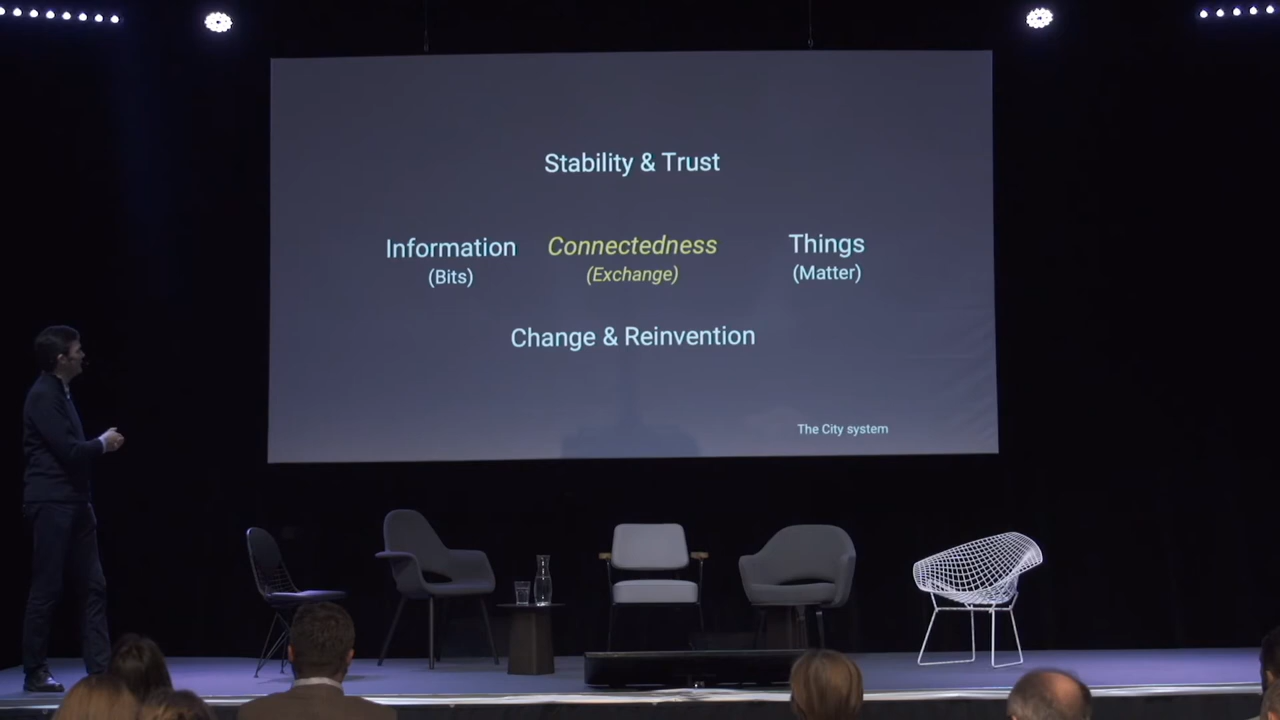 Stability & Trust
Information
(Bits)
Connectedness
(Exchange)
Things
(Matter)
Change & Reinvention
The City system